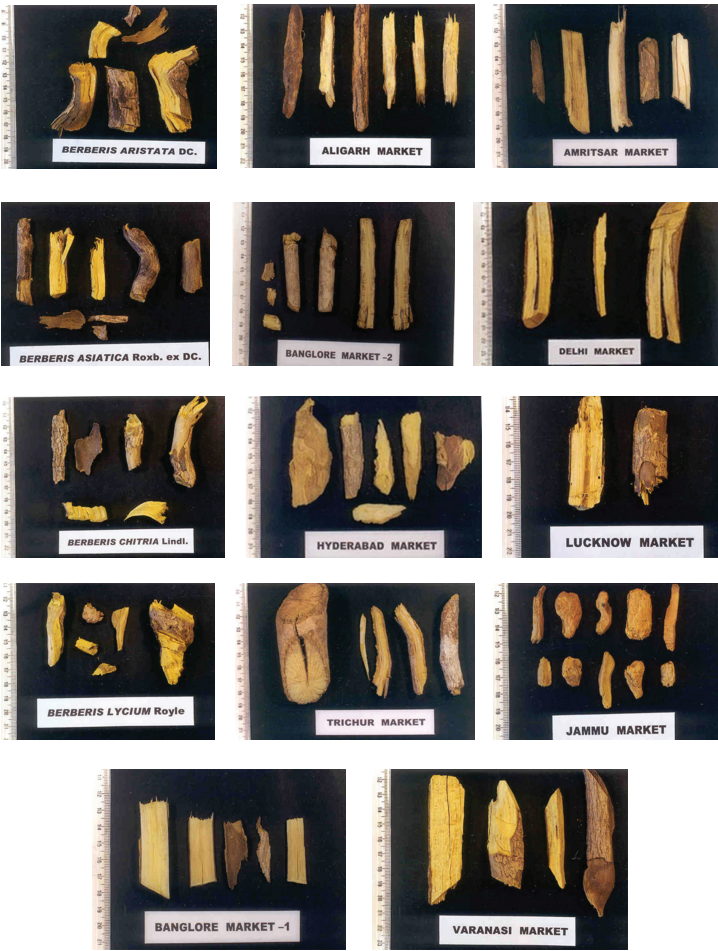 BERBERIS ARISTATA DC.
ALIGARH MARKET
AMRITSAR MARKET
BERBERIS ASIATICA Roxb. ex DC.
BANGLORE MARKET –2
DELHI MARKET
BERBERIS CHITRIA Lindl.
HYDERABAD MARKET
LUCKNOW MARKET
BERBERIS LYCIUM Royle
TRICHUR MARKET
JAMMU MARKET
BANGLORE MARKET –1
VARANASI MARKET